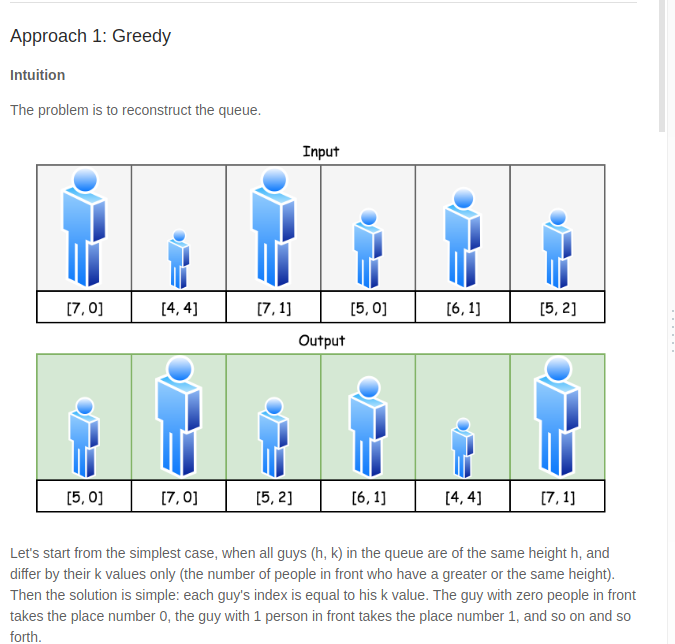 Approach 1: Greedy
Intuition
The problem is to reconstruct the queue.
Input
[7, 0] [4, 4] [7, 1] [5, 0] [6, 1] [5, 2]
Output
[5, 0] [7, 0] [5, 2] [6, 1] [4, 4] [7, 1]
Let's start from the simplest case, when all guys (h, k) in the queue are of the same height h, and
differ by their k values only (the number of people in front who have a greater or the same height).
Then the solution is simple: each guy's index is equal to his k value. The guy with zero people in front
takes the place number 0, the guy with 1 person in front takes the place number 1, and so on and so
forth.